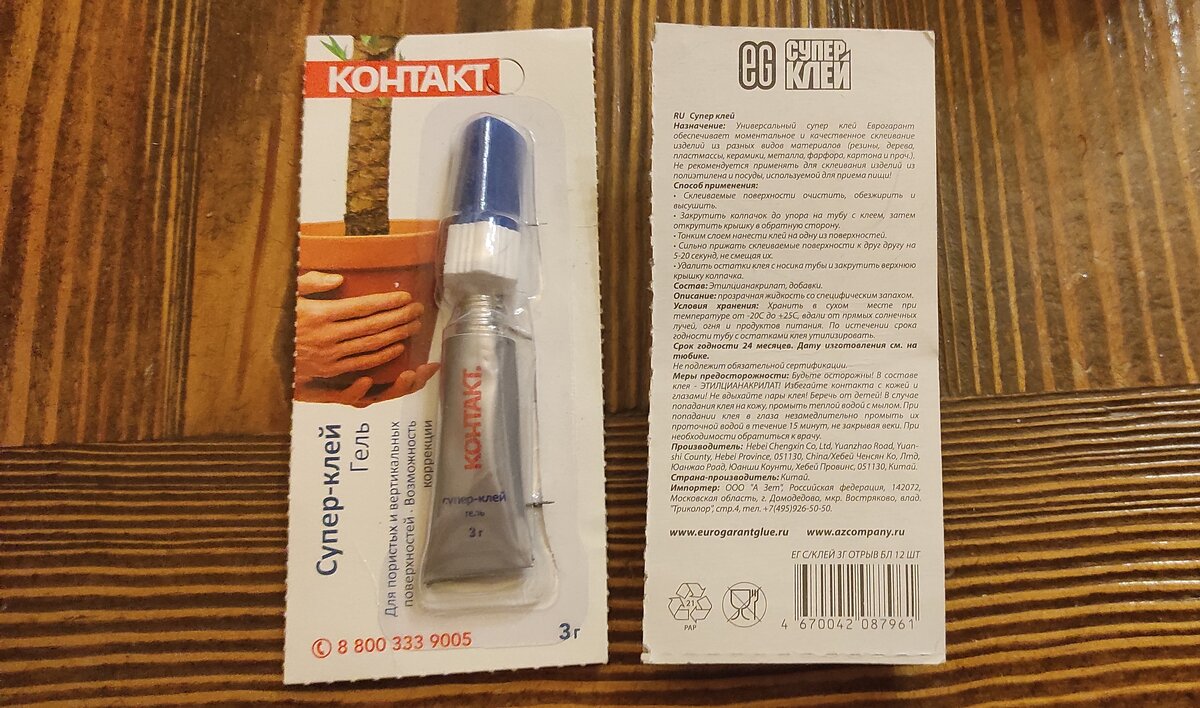 КОНТАКТ.
КОНТАКТ.
супер-клей
гель
3 г
Супер-клей
Гель
Для пористых и вертикальных
поверхностей · Возможность
коррекции
8 800 333 9005
3 г
eG СУПЕР
КЛЕЙ
RU Супер клей
Назначение: Универсальный супер клей Еврогарант
обеспечивает моментальное и качественное склеивание
изделий из разных видов материалов (резины, дерева,
пластмассы, керамики, металла, фарфора, картона и проч.).
Не рекомендуется применять для склеивания изделий из
полиэтилена и посуды, используемой для приема пищи!
Способ применения:
• Склеиваемые поверхности очистить, обезжирить и
высушить.
• Закрутить колпачок до упора на тубу с клеем, затем
открутить крышку в обратную сторону.
• Тонким слоем нанести клей на одну из поверхностей.
• Сильно прижать склеиваемые поверхности к друг другу на
5-20 секунд, не смещая их.
• Удалить остатки клея с носика тубы и закрутить верхнюю
крышку колпачка.
Состав: Этилцианакрилат, добавки.
Описание: прозрачная жидкость со специфическим запахом.
Условия хранения: Хранить в сухом месте при
температуре от -20С до +25С, вдали от прямых солнечных
лучей, огня и продуктов питания. По истечении срока
годности тубу с остатками клея утилизировать.
Срок годности 24 месяцев. Дату изготовления см. на
тюбике.
Не подлежит обязательной сертификации.
Меры предосторожности: Будьте осторожны! В составе
клея - ЭТИЛЦИАНАКРИЛАТ! Избегайте контакта с кожей и
глазами! Не вдыхайте пары клея! Беречь от детей! В случае
попадания клея на кожу, промыть теплой водой с мылом. При
попадании клея в глаза незамедлительно промыть их
проточной водой в течение 15 минут, не закрывая веки. При
необходимости обратиться к врачу.
Производитель: Hebei Chengxin Co, Ltd, Yuanzhao Road, Yuan-
shi County, Hebei Province, 051130, China/Хебей Ченсян Ко, Лтд,
Юанжао Роад, Юанши Коунти, Хебей Провинс, 051130, Китай.
Страна-производитель: Китай.
Импортер: ООО "А Зет", Российская федерация, 142072,
Московская область, г. Домодедово, мкр. Востряково, влад.
"Триколор", стр.4, тел. +7(495)926-50-50.
www.eurogarantglue.ru www.azcompany.ru
ЕГ С/КЛЕЙ 3Г ОТРЫВ БЛ 12 ШТ
21
PAP
4 670042 087961